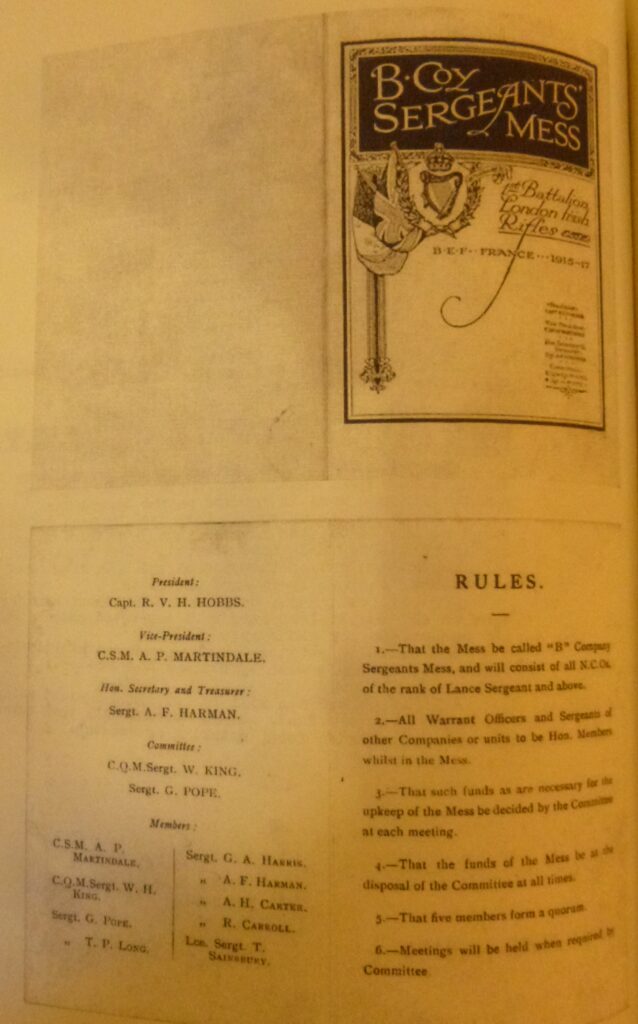 B·COY
SERGEANTS'
MESS
1st Battalion
London Irish
Rifles
B·E·F·· FRANCE ··· 1915-17
President:
Capt. R. V. H. HOBBS.
Vice-President:
C.S.M. A. P. MARTINDALE.
Hon. Secretary and Treasurer:
Sergt. A. F. HARMAN.
Committee:
C.Q.M.Sergt. W. KING.
Sergt. G. POPE.
Members:
C.S.M. A. P.
MARTINDALE.
C.Q.M.Sergt. W. H.
KING.
Sergt. G. POPE.
„ T. P. LONG.
Sergt. G. A. HARRIS.
„ A. F. HARMAN.
„ A. H. CARTER.
„ R. CARROLL.
Lce. Sergt. T.
SAINSBURY.
RULES.
1.—That the Mess be called "B" Company
Sergeants Mess, and will consist of all N.C.Os.
of the rank of Lance Sergeant and above.
2.—All Warrant Officers and Sergeants of
other Companies or units to be Hon. Members
whilst in the Mess.
3.—That such funds as are necessary for the
upkeep of the Mess be decided by the Committee
at each meeting.
4.—That the funds of the Mess be at the
disposal of the Committee at all times.
5.—That five members form a quorum.
6.—Meetings will be held when required by
Committee